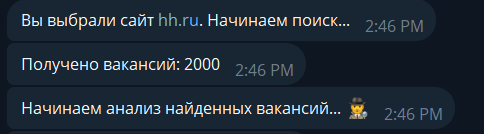 Вы выбрали сайт hh.ru. Начинаем поиск... 2:46 PM
Получено вакансий: 2000 2:46 PM
Начинаем анализ найденных вакансий... 🕵️ 2:46 PM